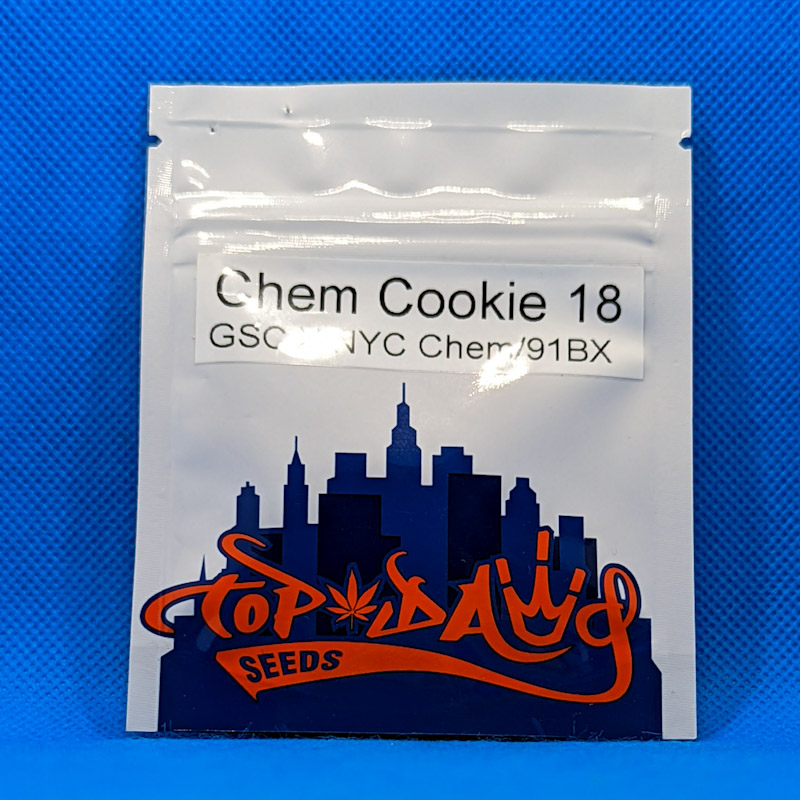 Chem Cookie 18
GSC NYC Chem/91BX
TOP DAWG
SEEDS